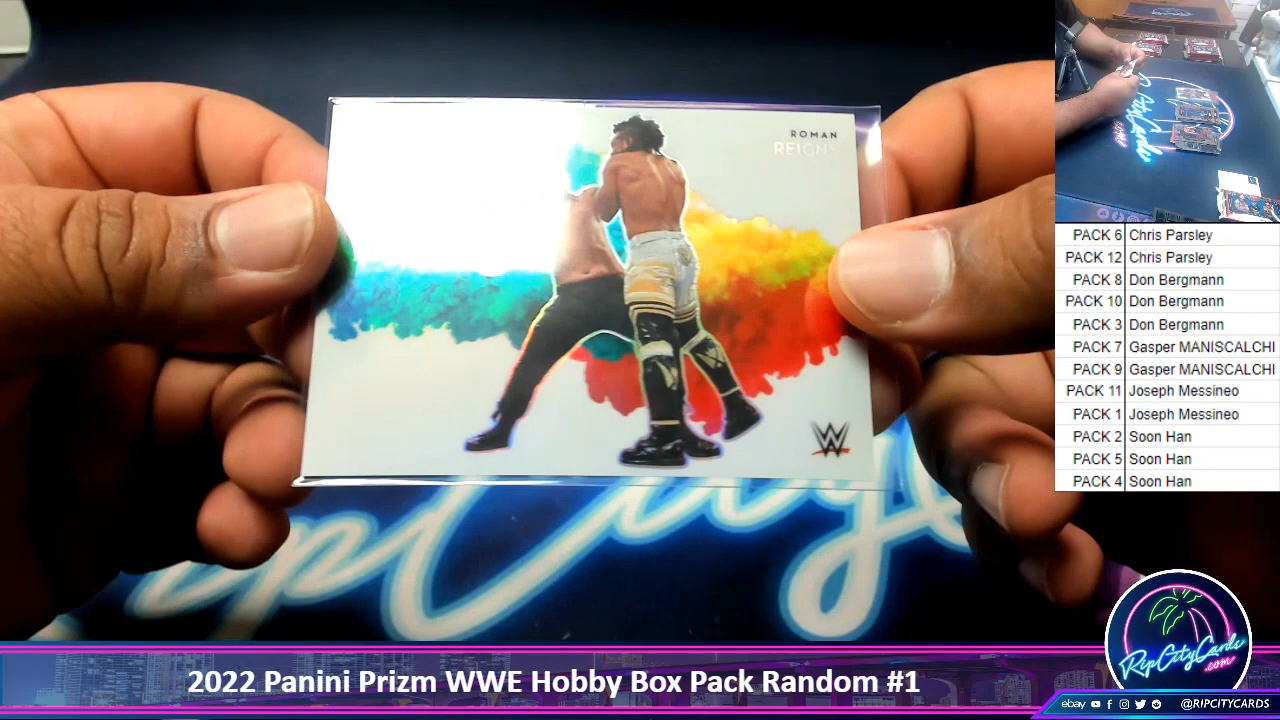 ROMAN
REIGNS
W
PACK 6 Chris Parsley
PACK 12 Chris Parsley
PACK 8 Don Bergmann
PACK 10 Don Bergmann
PACK 3 Don Bergmann
PACK 7 Gasper MANISCALCHI
PACK 9 Gasper MANISCALCHI
PACK 11 Joseph Messineo
PACK 1 Joseph Messineo
PACK 2 Soon Han
PACK 5 Soon Han
PACK 4 Soon Han
ipCity
RipCityCards
.com
2022 Panini Prizm WWE Hobby Box Pack Random #1
ebay @RIPCITYCARDS